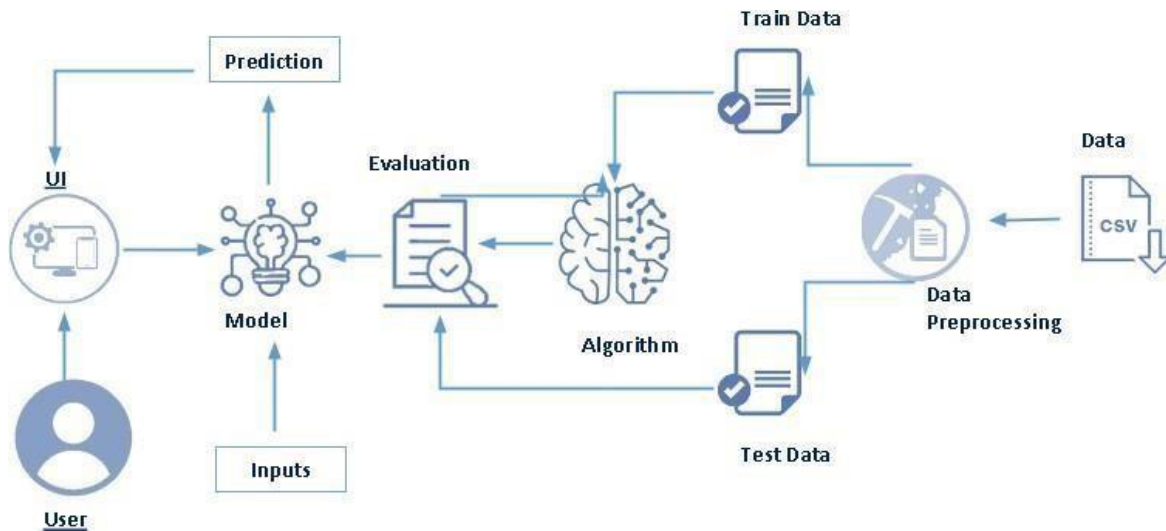 Train Data
Prediction
Data
Evaluation
UI
CSV
Model
Data
Preprocessing
Algorithm
Inputs
Test Data
User